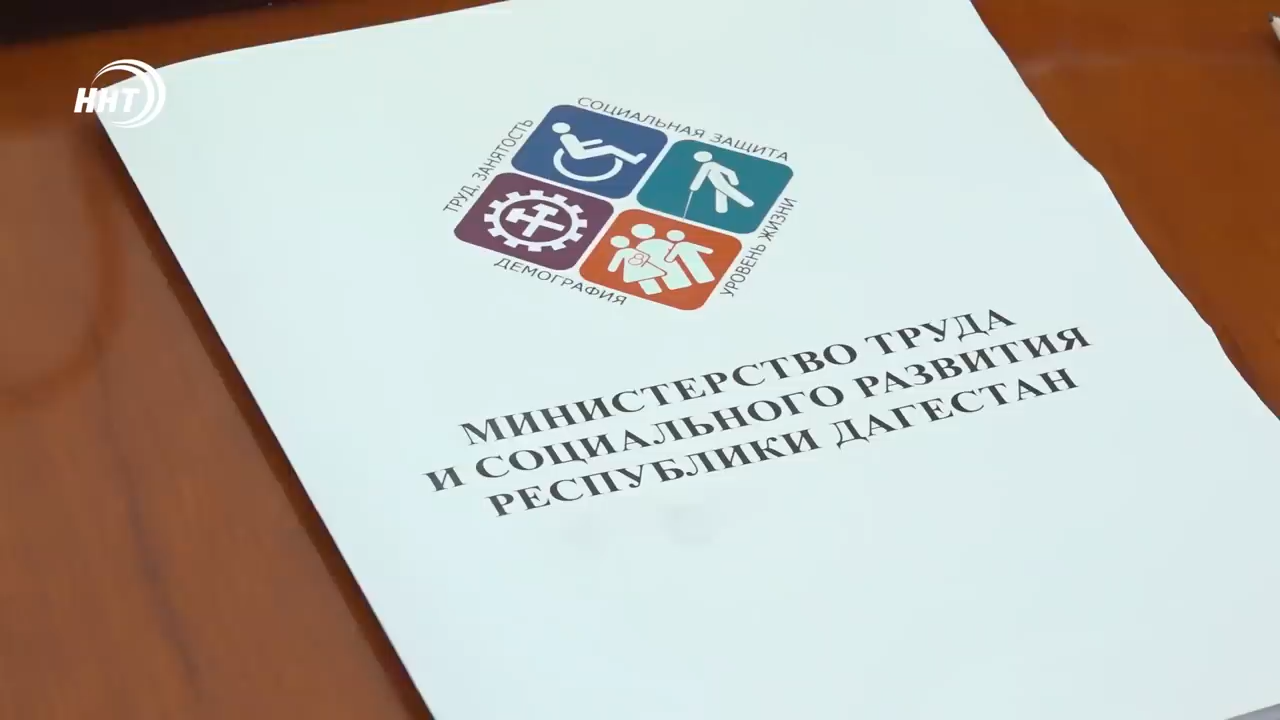 ННТ
СОЦИАЛЬНАЯ ЗАЩИТА
ТРУД, ЗАНЯТОСТЬ
УРОВЕНЬ ЖИЗНИ
ДЕМОГРАФИЯ
МИНИСТЕРСТВО ТРУДА
И СОЦИАЛЬНОГО РАЗВИТИЯ
РЕСПУБЛИКИ ДАГЕСТАН